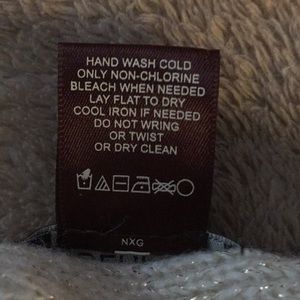 HAND WASH COLD
ONLY NON-CHLORINE
BLEACH WHEN NEEDED
LAY FLAT TO DRY
COOL IRON IF NEEDED
DO NOT WRING
OR TWIST
OR DRY CLEAN
NXG